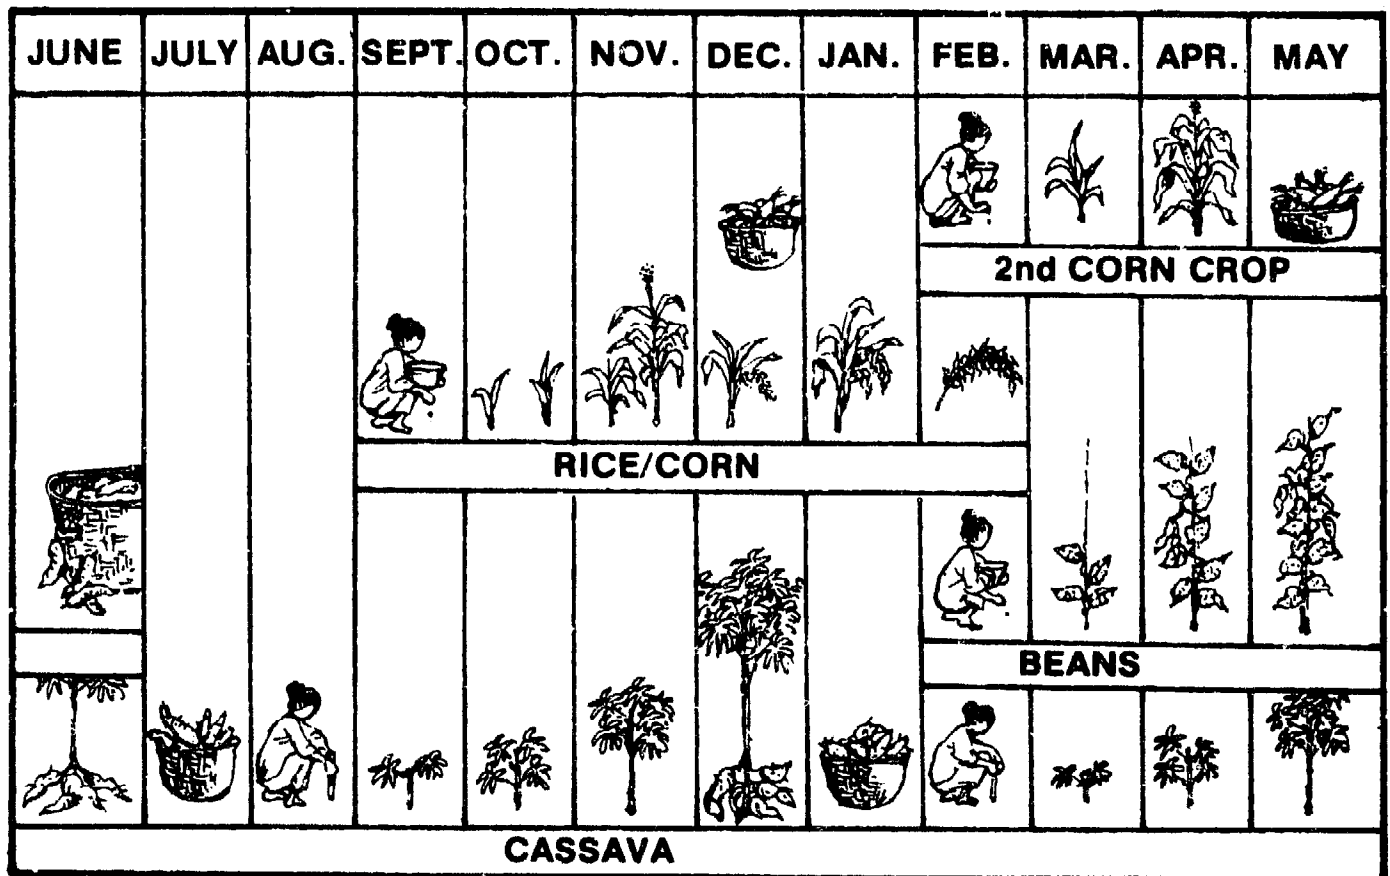 JUNE JULY AUG. SEPT. OCT. NOV. DEC. JAN. FEB. MAR. APR. MAY
2nd CORN CROP
RICE/CORN
BEANS
CASSAVA